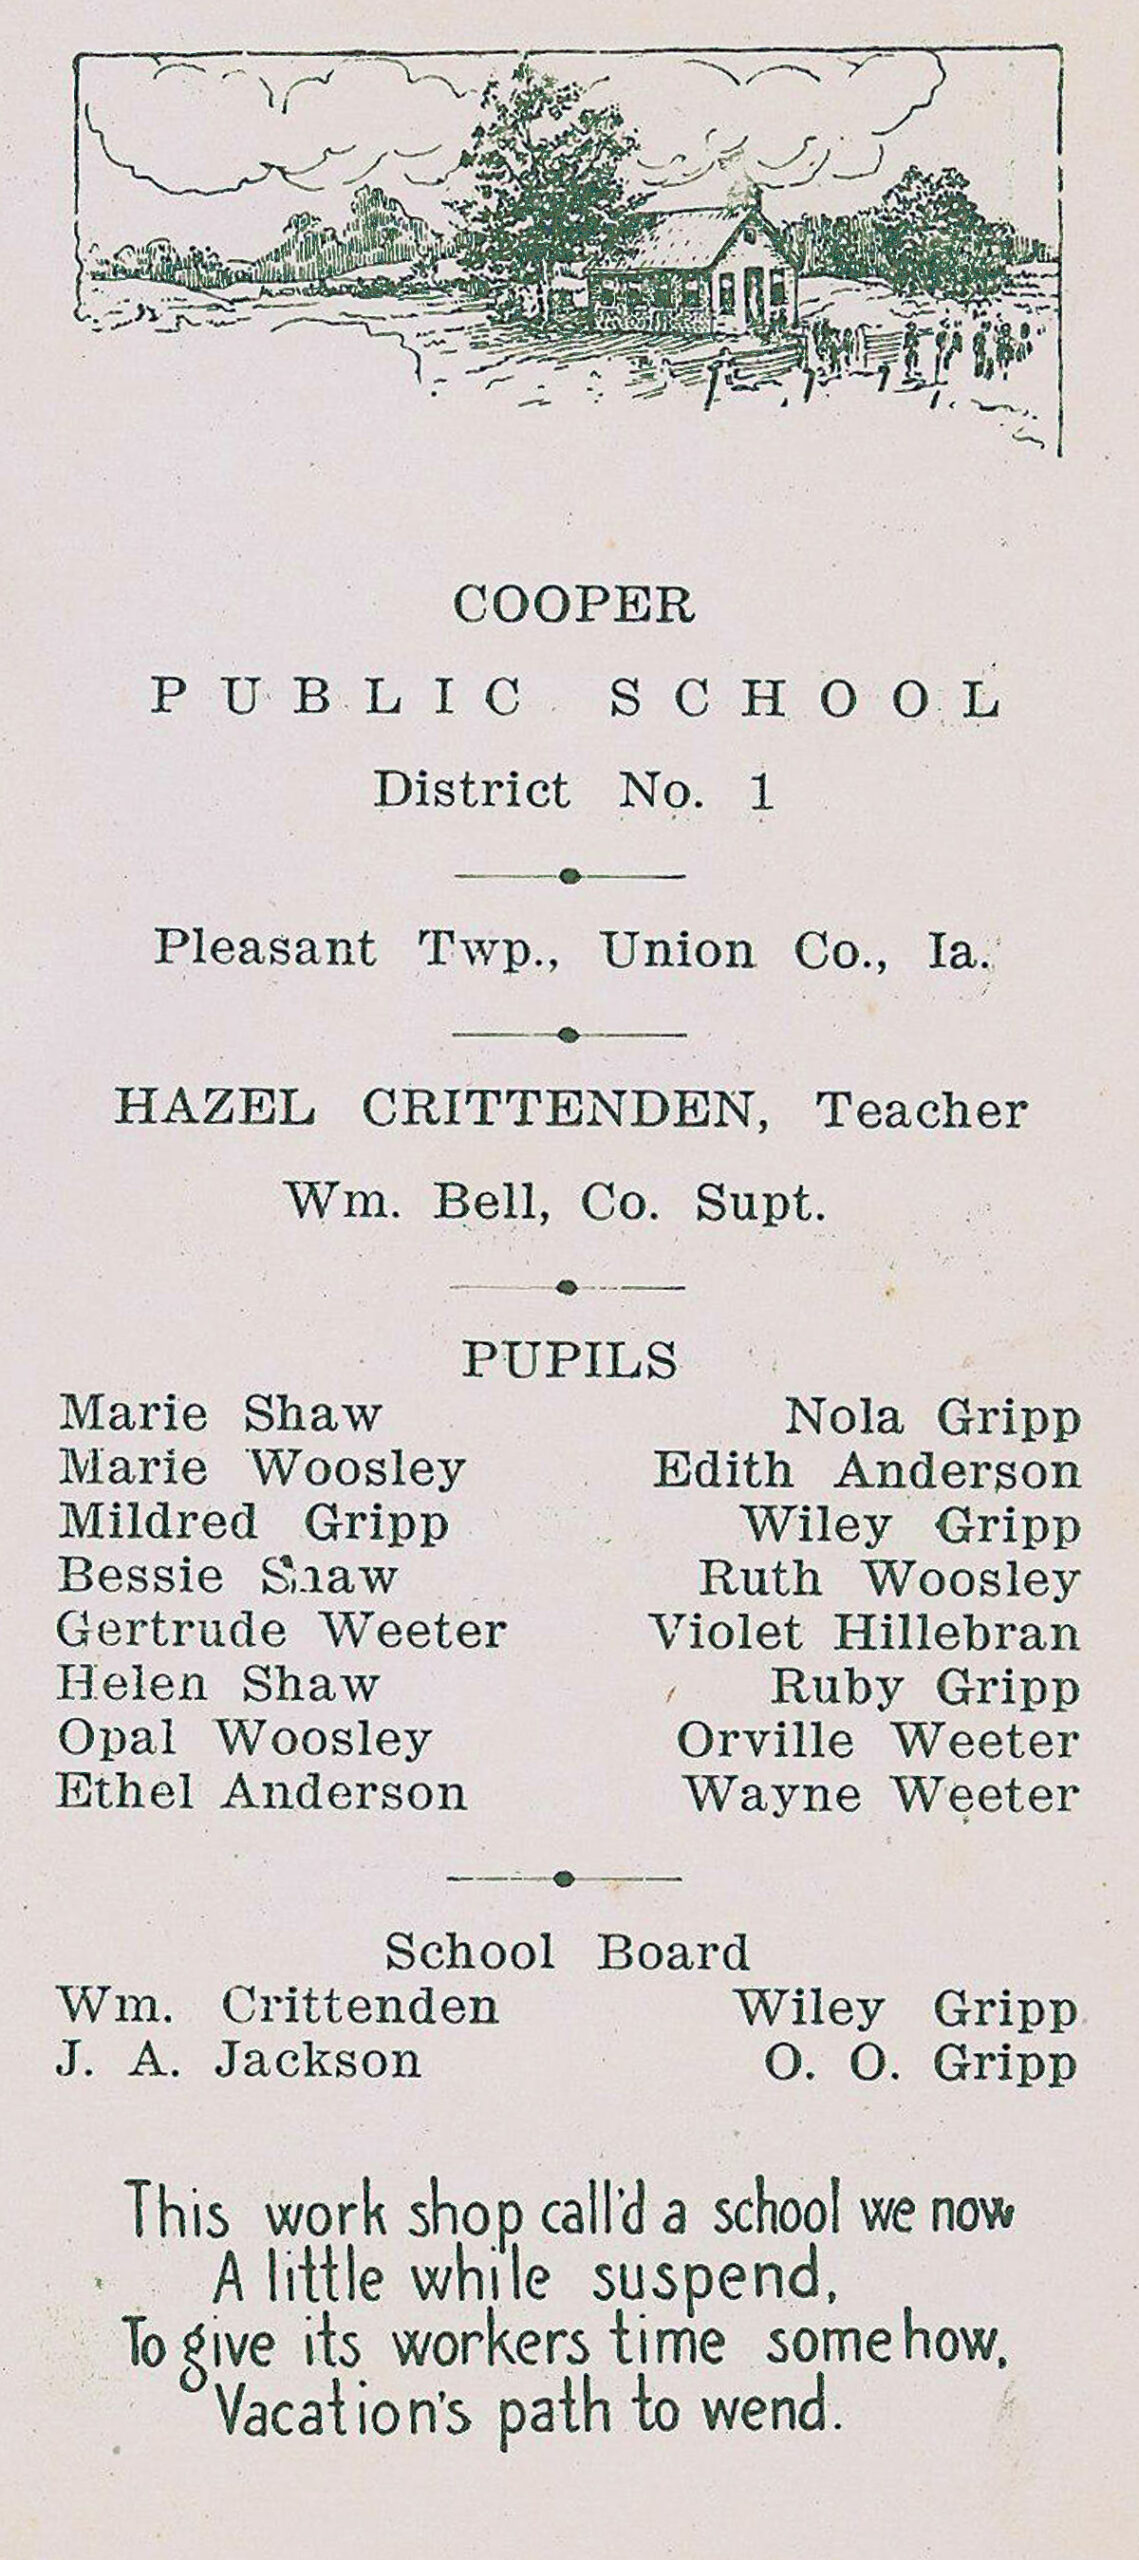 COOPER
PUBLIC SCHOOL
District No. 1
Pleasant Twp., Union Co., Ia.
HAZEL CRITTENDEN, Teacher
Wm. Bell, Co. Supt.
PUPILS
Marie Shaw Nola Gripp
Marie Woosley Edith Anderson
Mildred Gripp Wiley Gripp
Bessie Shaw Ruth Woosley
Gertrude Weeter Violet Hillebran
Helen Shaw Ruby Gripp
Opal Woosley Orville Weeter
Ethel Anderson Wayne Weeter
School Board
Wm. Crittenden Wiley Gripp
J. A. Jackson O. O. Gripp
This work shop call'd a school we now
A little while suspend,
To give its workers time somehow,
Vacation's path to wend.